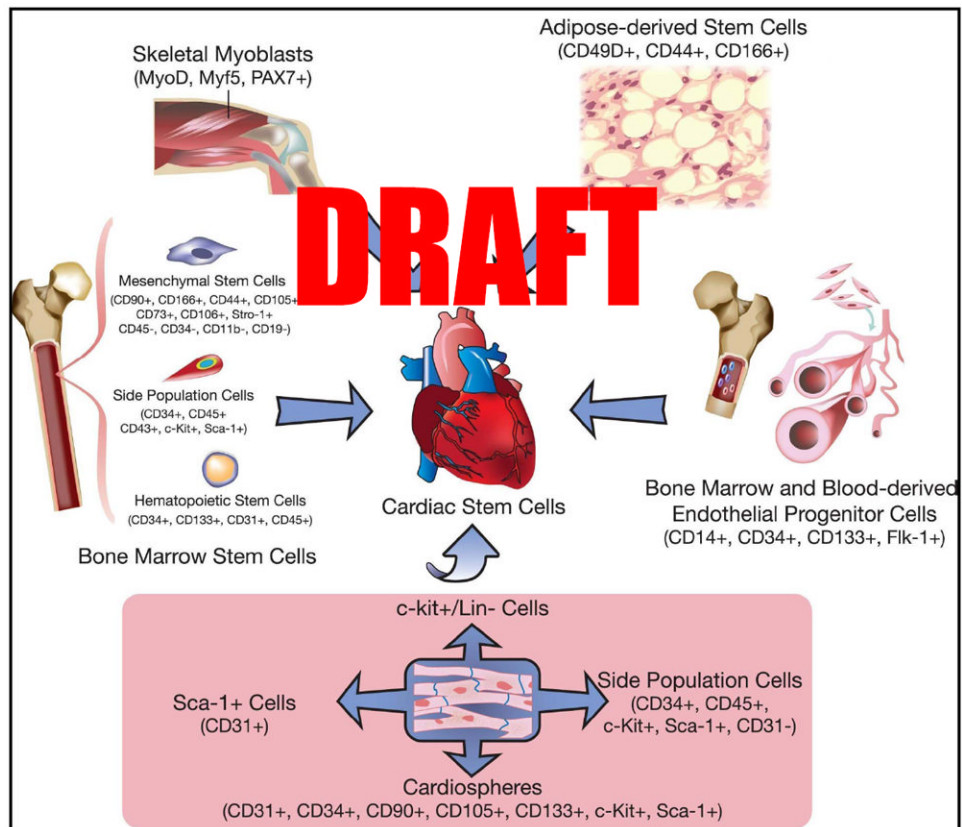 Skeletal Myoblasts
(MyoD, Myf5, PAX7+)
Adipose-derived Stem Cells
(CD49D+, CD44+, CD166+)
DRAFT
Mesenchymal Stem Cells
(CD90+, CD166+, CD44+, CD105+
CD73+, CD106+, Stro-1+
CD45-, CD34-, CD11b-, CD19-)
Side Population Cells
(CD34+, CD45+
CD43+, c-Kit+, Sca-1+)
Hematopoietic Stem Cells
(CD34+, CD133+, CD31+, CD45+)
Bone Marrow Stem Cells
Cardiac Stem Cells
Bone Marrow and Blood-derived
Endothelial Progenitor Cells
(CD14+, CD34+, CD133+, Flk-1+)
c-kit+/Lin- Cells
Sca-1+ Cells
(CD31+)
Side Population Cells
(CD34+, CD45+,
c-Kit+, Sca-1+, CD31-)
Cardiospheres
(CD31+, CD34+, CD90+, CD105+, CD133+, c-Kit+, Sca-1+)